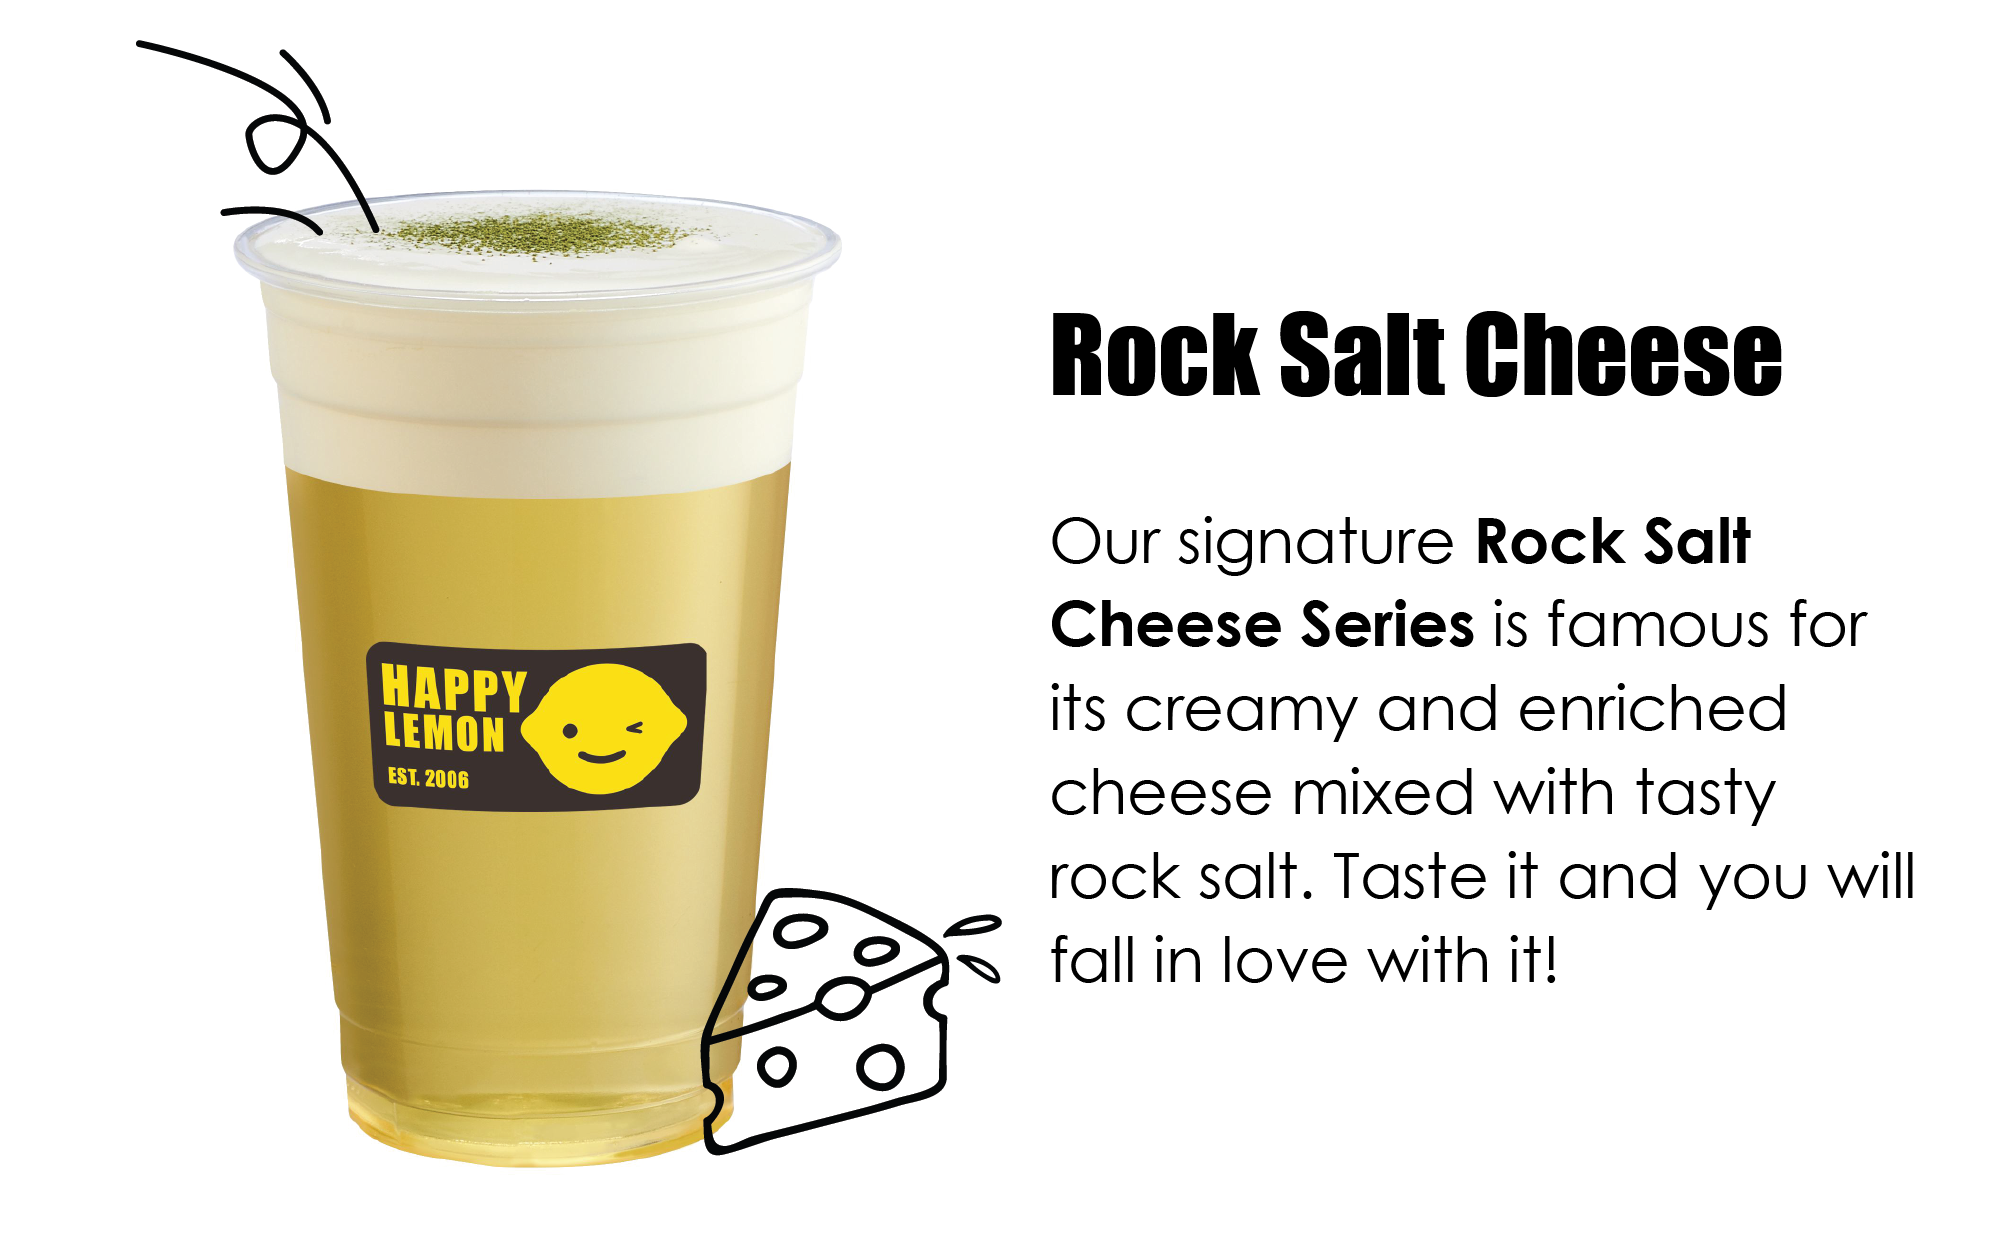 HAPPY
LEMON
EST. 2006
Rock Salt Cheese
Our signature Rock Salt
Cheese Series is famous for
its creamy and enriched
cheese mixed with tasty
rock salt. Taste it and you will
fall in love with it!